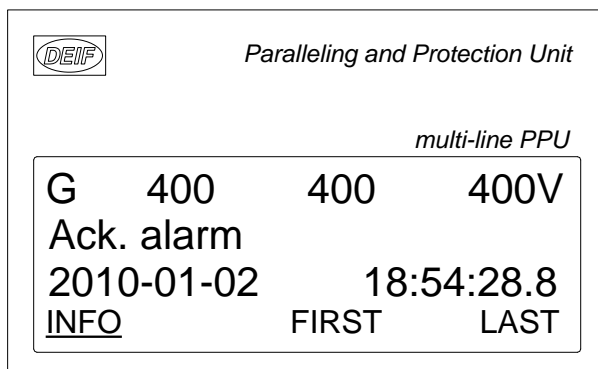 DEIF
Paralleling and Protection Unit
multi-line PPU
G 400 400 400V
Ack. alarm
2010-01-02 18:54:28.8
INFO FIRST LAST